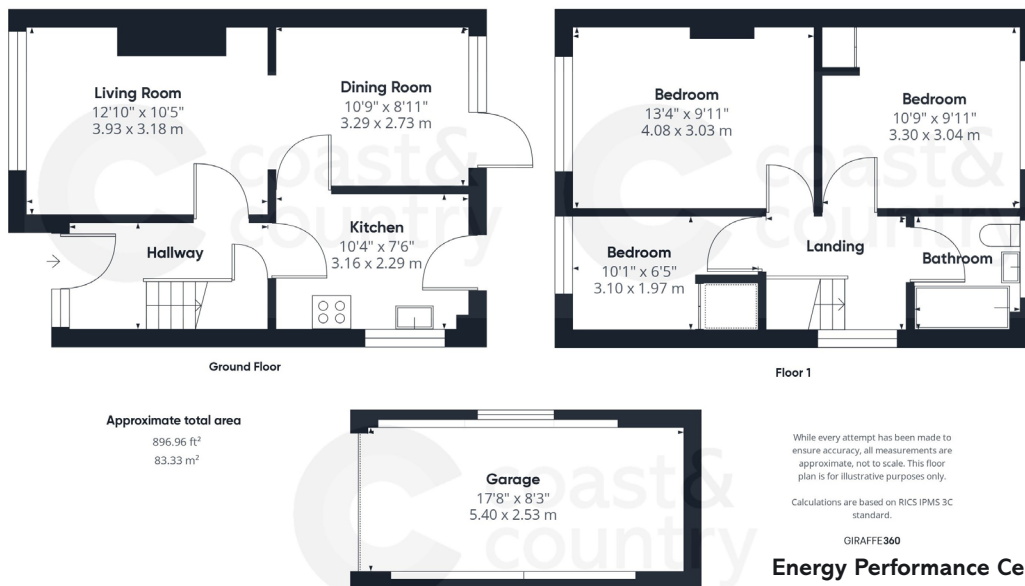 Living Room
12'10" x 10'5"
3.93 x 3.18 m
Dining Room
10'9" x 8'11"
3.29 x 2.73 m
Kitchen
10'4" x 7'6"
3.16 x 2.29 m
Hallway
Ground Floor
Bedroom
13'4" x 9'11"
4.08 x 3.03 m
Bedroom
10'9" x 9'11"
3.30 x 3.04 m
Bedroom
10'1" x 6'5"
3.10 x 1.97 m
Landing
Bathroom
Floor 1
coast&
country
coast&
country
Approximate total area
896.96 ft²
83.33 m²
Garage
17'8" x 8'3"
5.40 x 2.53 m
coast&
country
While every attempt has been made to
ensure accuracy, all measurements are
approximate, not to scale. This floor
plan is for illustrative purposes only.
Calculations are based on RICS IPMS 3C
standard.
GIRAFFE360
Energy Performance Ce